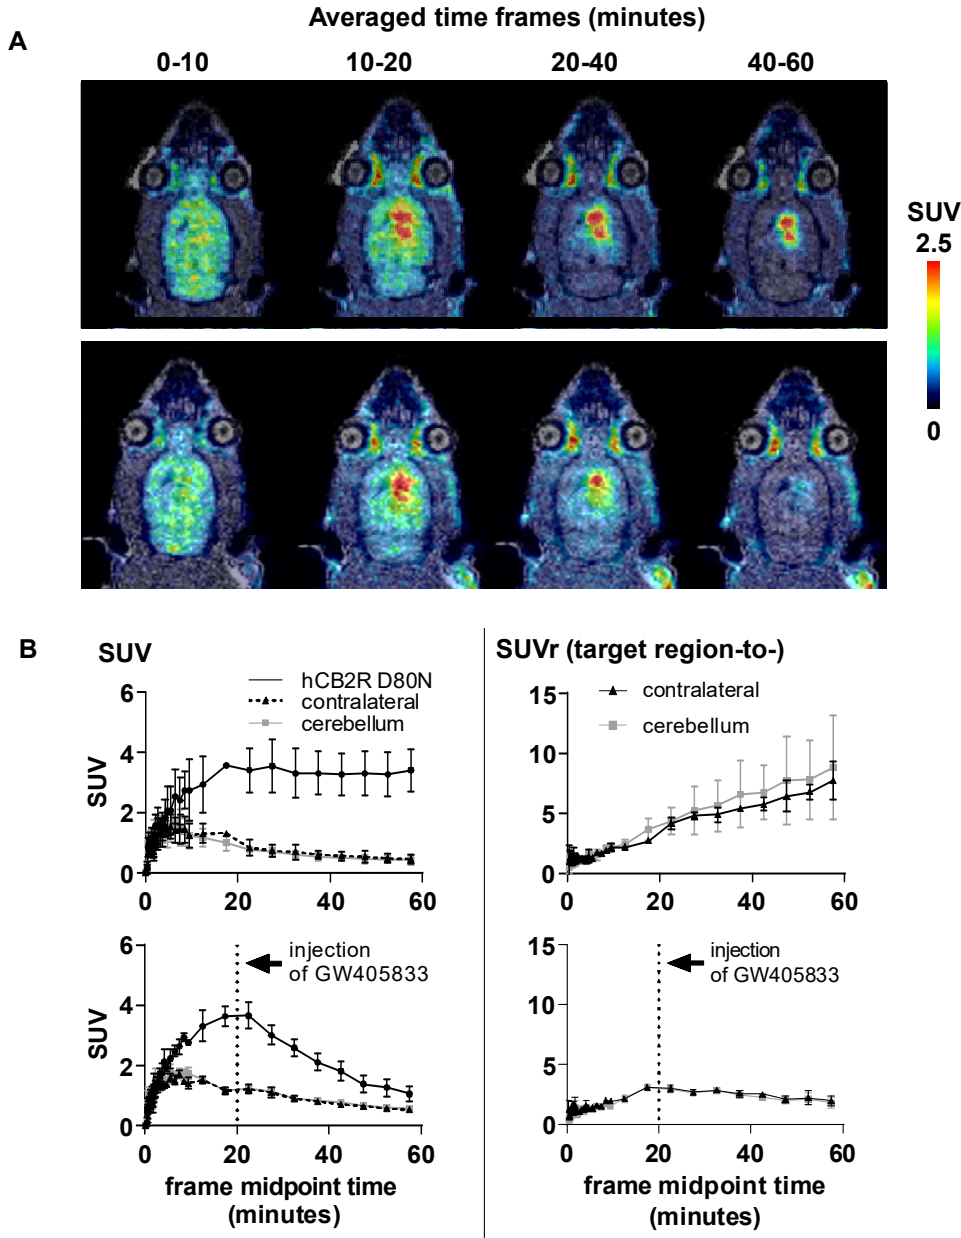 Averaged time frames (minutes)
A
0-10 10-20 20-40 40-60
SUV
2.5
0
B
SUV
hCB2R D80N
contralateral
cerebellum
6
4
2
0
SUV
0 20 40 60
SUVr (target region-to-)
contralateral
cerebellum
15
10
5
0
0 20 40 60
injection
of GW405833
6
4
2
0
SUV
0 20 40 60
frame midpoint time
(minutes)
injection
of GW405833
15
10
5
0
0 20 40 60
frame midpoint time
(minutes)